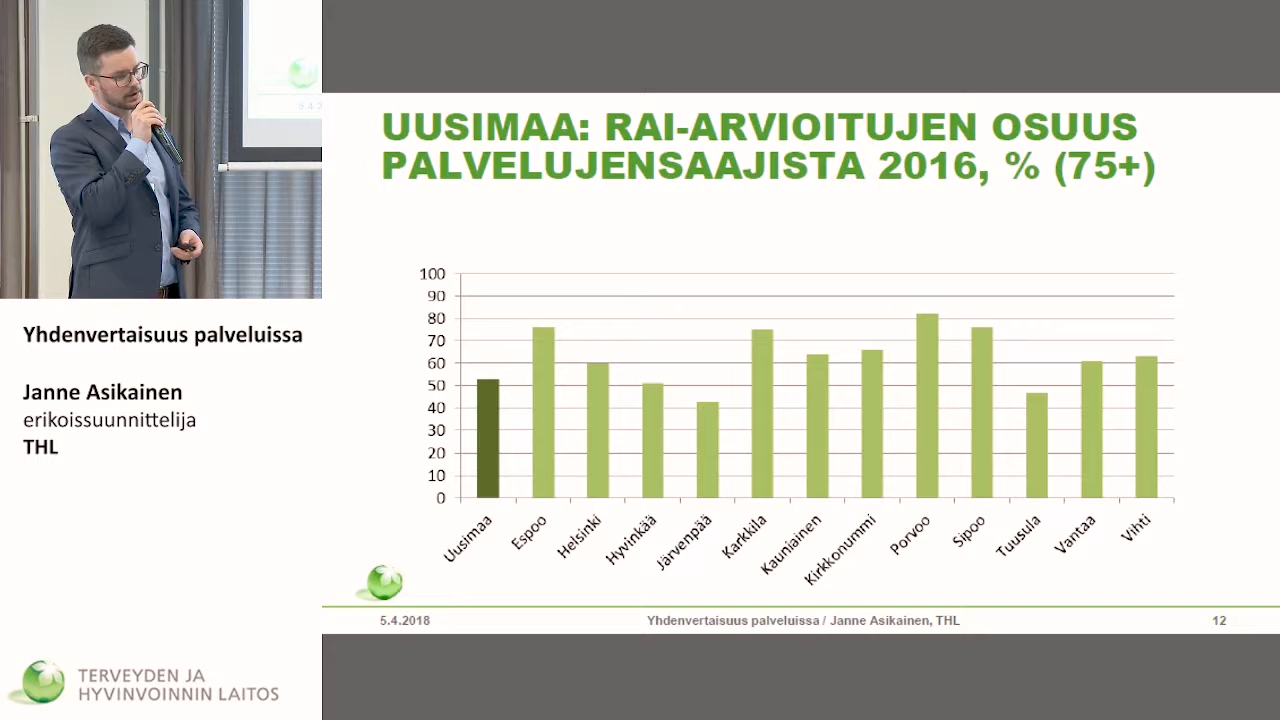 Yhdenvertaisuus palveluissa
Janne Asikainen
erikoissuunnittelija
THL
TERVEYDEN JA
HYVINVOINNIN LAITOS
UUSIMAA: RAI-ARVIOITUJEN OSUUS
PALVELUJENSAAJISTA 2016, % (75+)
100
90
80
70
60
50
40
30
20
10
0
Uusimaa
Espoo
Helsinki
Hyvinkää
Järvenpää
Karkkila
Kauniainen
Kirkkonummi
Porvoo
Sipoo
Tuusula
Vantaa
Vihti
5.4.2018
Yhdenvertaisuus palveluissa / Janne Asikainen, THL
12